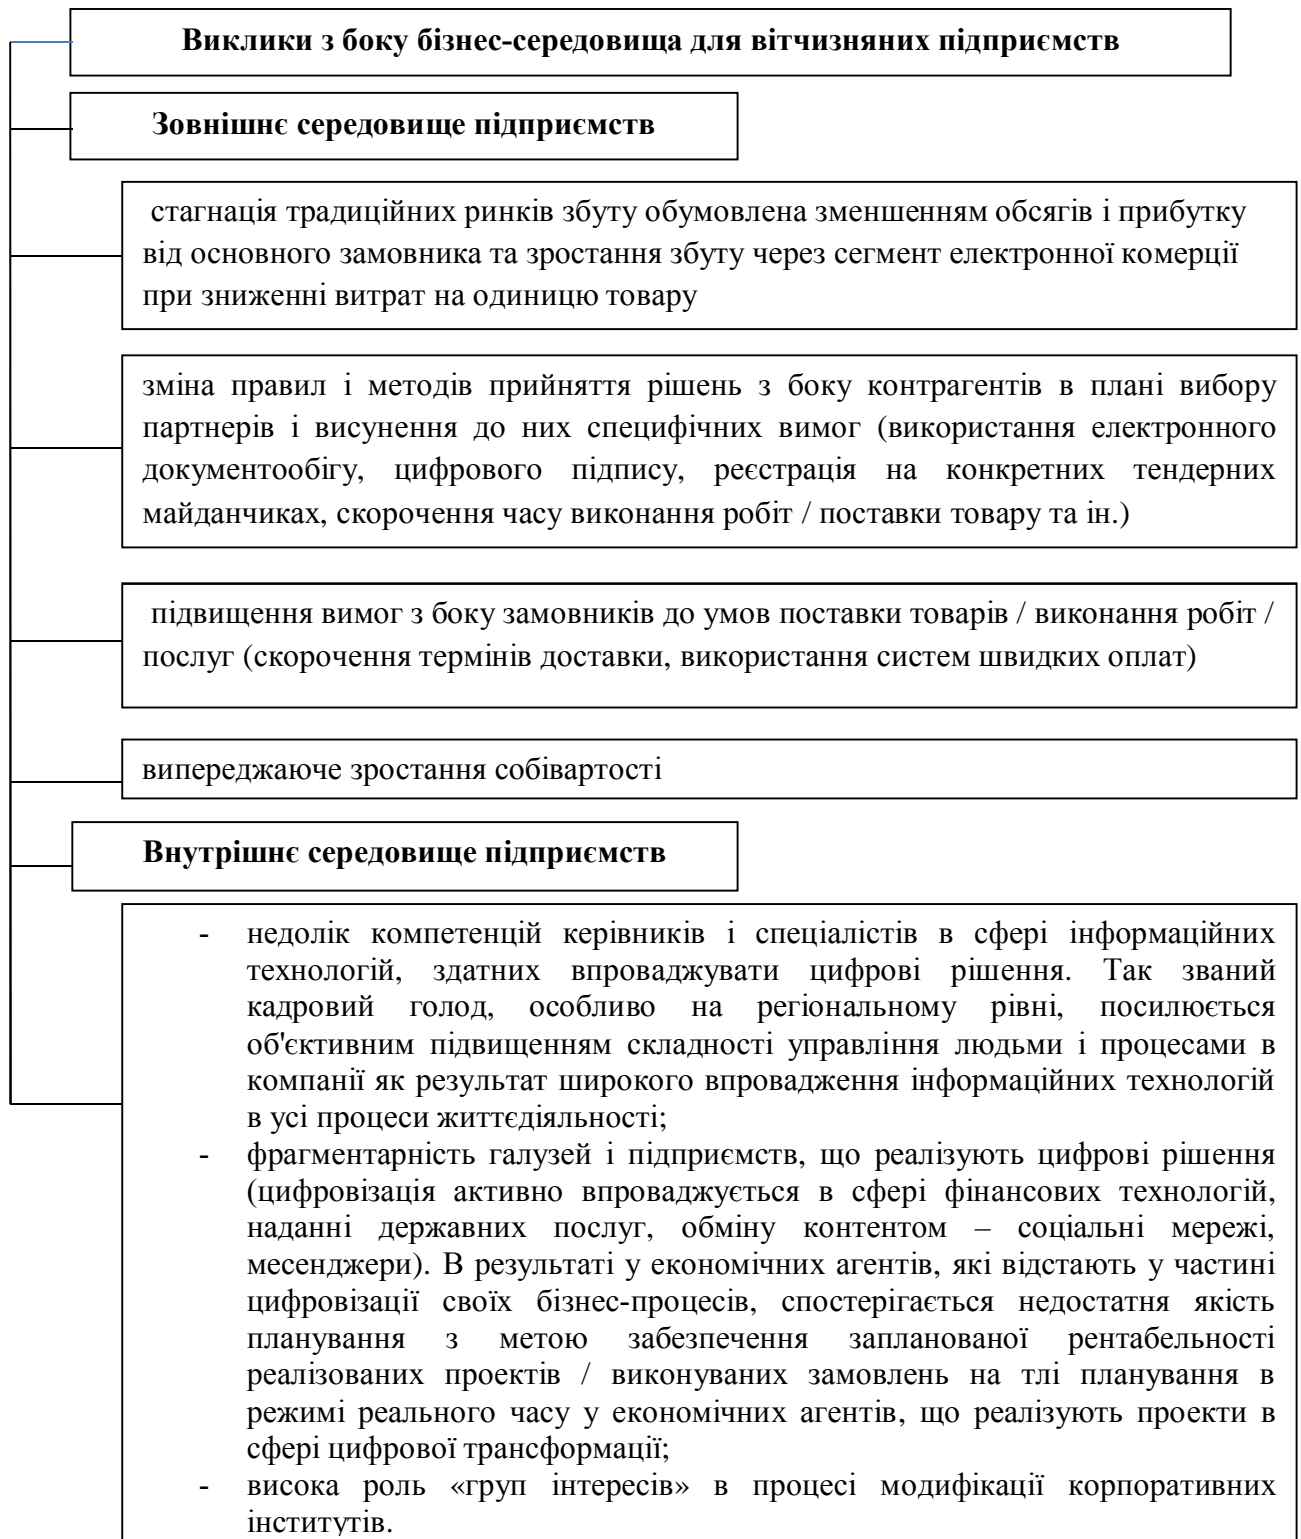 Виклики з боку бізнес-середовища для вітчизняних підприємств
Зовнішнє середовище підприємств
стагнація традиційних ринків збуту обумовлена зменшенням обсягів і прибутку
від основного замовника та зростання збуту через сегмент електронної комерції
при зниженні витрат на одиницю товару
зміна правил і методів прийняття рішень з боку контрагентів в плані вибору
партнерів і висунення до них специфічних вимог (використання електронного
документообігу, цифрового підпису, реєстрація на конкретних тендерних
майданчиках, скорочення часу виконання робіт / поставки товару та ін.)
підвищення вимог з боку замовників до умов поставки товарів / виконання робіт /
послуг (скорочення термінів доставки, використання систем швидких оплат)
випереджаюче зростання собівартості
Внутрішнє середовище підприємств
- недолік компетенцій керівників і спеціалістів в сфері інформаційних
технологій, здатних впроваджувати цифрові рішення. Так званий
кадровий голод, особливо на регіональному рівні, посилюється
об'єктивним підвищенням складності управління людьми і процесами в
компанії як результат широкого впровадження інформаційних технологій
в усі процеси життєдіяльності;
- фрагментарність галузей і підприємств, що реалізують цифрові рішення
(цифровізація активно впроваджується в сфері фінансових технологій,
наданні державних послуг, обміну контентом – соціальні мережі,
месенджери). В результаті у економічних агентів, які відстають у частині
цифровізації своїх бізнес-процесів, спостерігається недостатня якість
планування з метою забезпечення запланованої рентабельності
реалізованих проектів / виконуваних замовлень на тлі планування в
режимі реального часу у економічних агентів, що реалізують проекти в
сфері цифрової трансформації;
- висока роль «груп інтересів» в процесі модифікації корпоративних
інститутів.